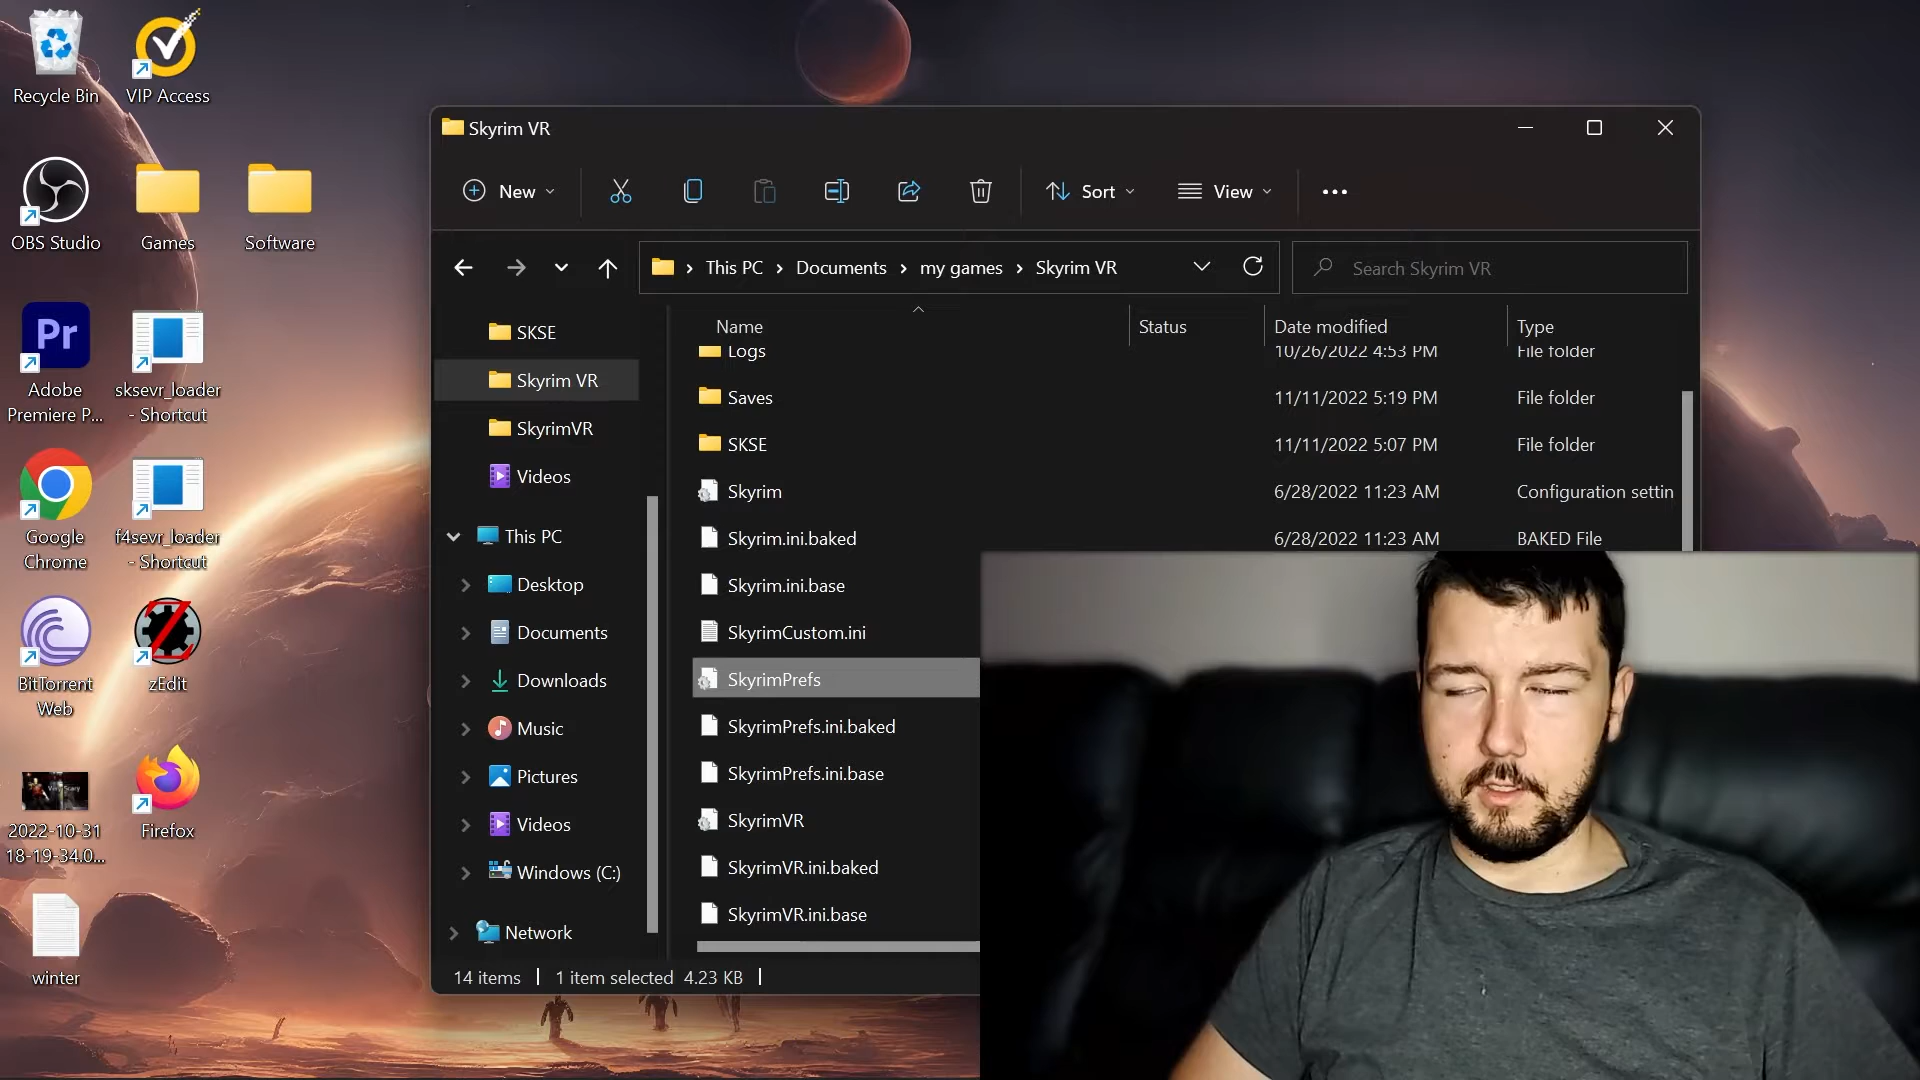 Recycle Bin
VIP Access
OBS Studio
Games
Software
Pr
Adobe
Premiere P...
sksevr_loader
- Shortcut
Google
Chrome
f4sevr_loader
- Shortcut
BitTorrent
Web
zEdit
2022-10-31
18-19-34.0...
Firefox
winter
Skyrim VR
New
Sort
View
This PC
Documents
my games
Skyrim VR
Search Skyrim VR
SKSE
Skyrim VR
SkyrimVR
Videos
This PC
Desktop
Documents
Downloads
Music
Pictures
Videos
Windows (C:)
Network
Name Status Date modified Type
Logs 10/26/2022 4:53 PM File folder
Saves 11/11/2022 5:19 PM File folder
SKSE 11/11/2022 5:07 PM File folder
Skyrim 6/28/2022 11:23 AM Configuration settin
Skyrim.ini.baked 6/28/2022 11:23 AM BAKED File
Skyrim.ini.base
SkyrimCustom.ini
SkyrimPrefs
SkyrimPrefs.ini.baked
SkyrimPrefs.ini.base
SkyrimVR
SkyrimVR.ini.baked
SkyrimVR.ini.base
14 items 1 item selected 4.23 KB